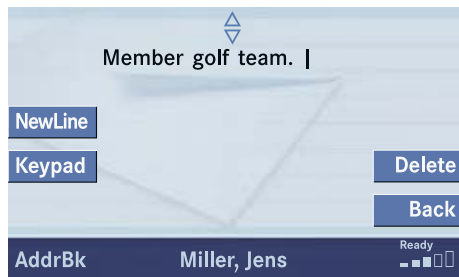 Member golf team.
NewLine
Keypad
Delete
Back
AddrBk Miller, Jens Ready